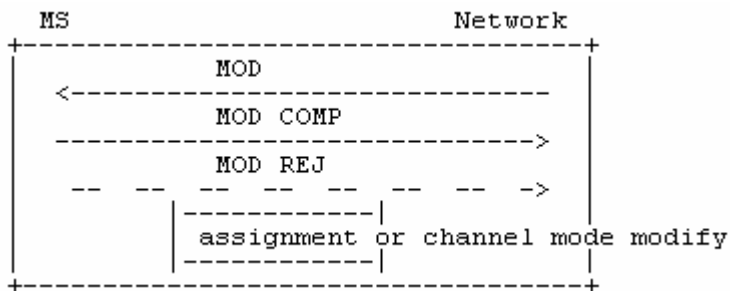 MS Network
MOD
MOD COMP
MOD REJ
assignment or channel mode modify